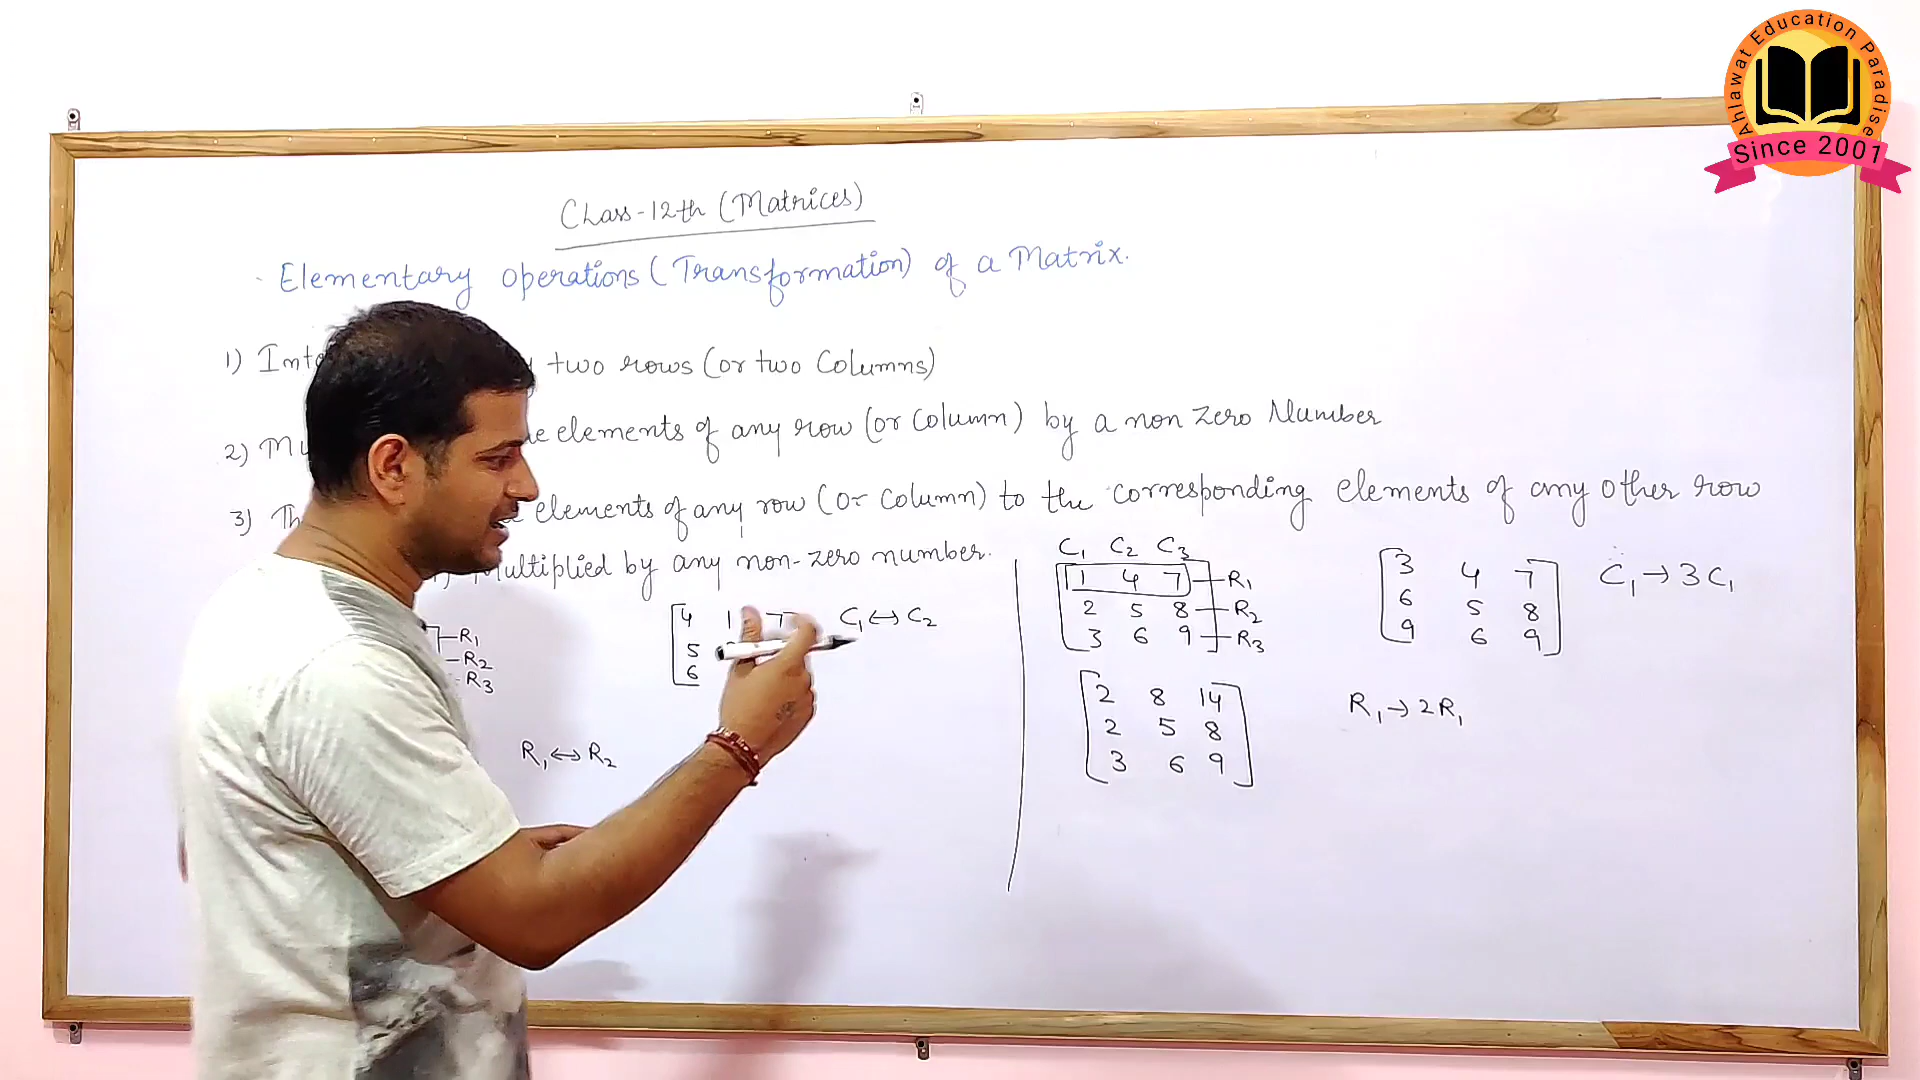 Ahlawat Education Paradise
Since 2001
Class-12th (Matrices)
Elementary operations (Transformation) of a Matrix.
1) two rows (or two Columns)
2) elements of any row (or column) by a non zero Number
3) elements of any row (or column) to the corresponding elements of any other row
Multiplied by any non-zero number.
R1
R2
R3
R1 ↔ R2
4 1 7 C1 ↔ C2
5
6
C1 C2 C3
1 4 7 R1
2 5 8 R2
3 6 9 R3
3 4 7 C1 → 3C1
6 5 8
9 6 9
2 8 14 R1 → 2R1
2 5 8
3 6 9